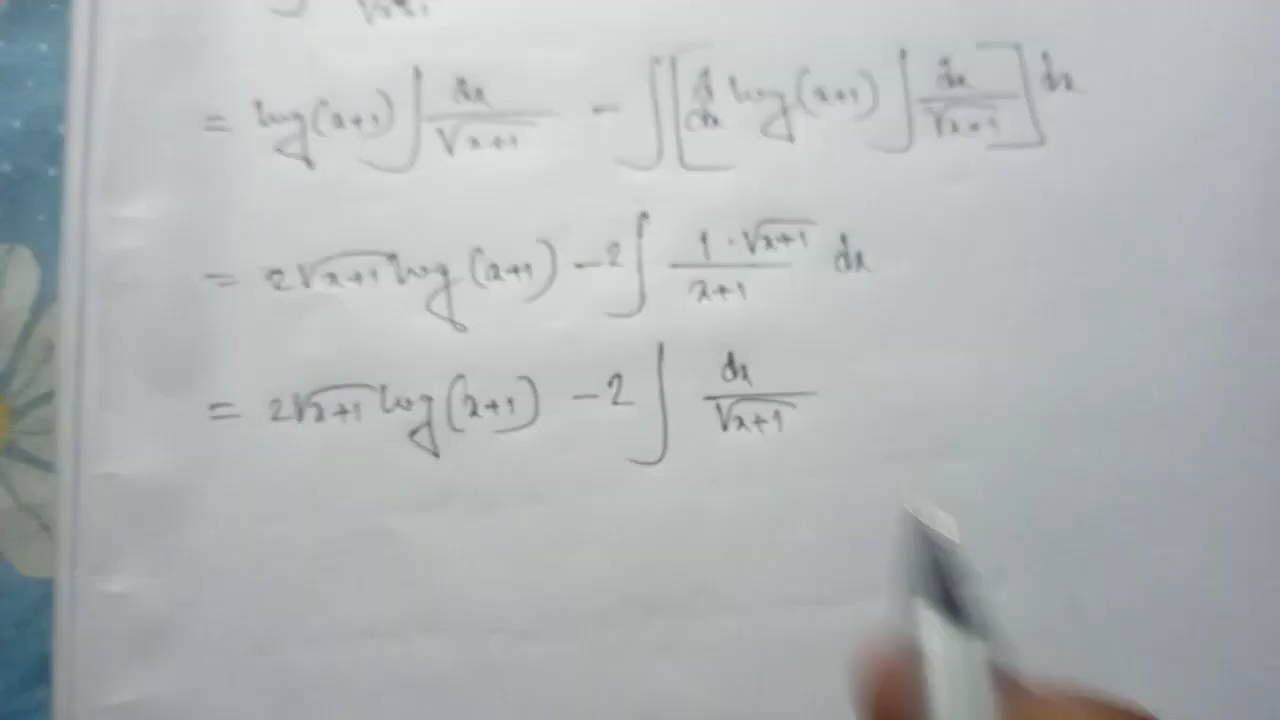 = log(x+1) ∫ dx/√(x+1) - ∫ [ d/dx log(x+1) ∫ dx/√(x+1) ] dx
= 2√(x+1) log(x+1) - 2 ∫ 1·√(x+1)/(x+1) dx
= 2√(x+1) log(x+1) - 2 ∫ dx/√(x+1)